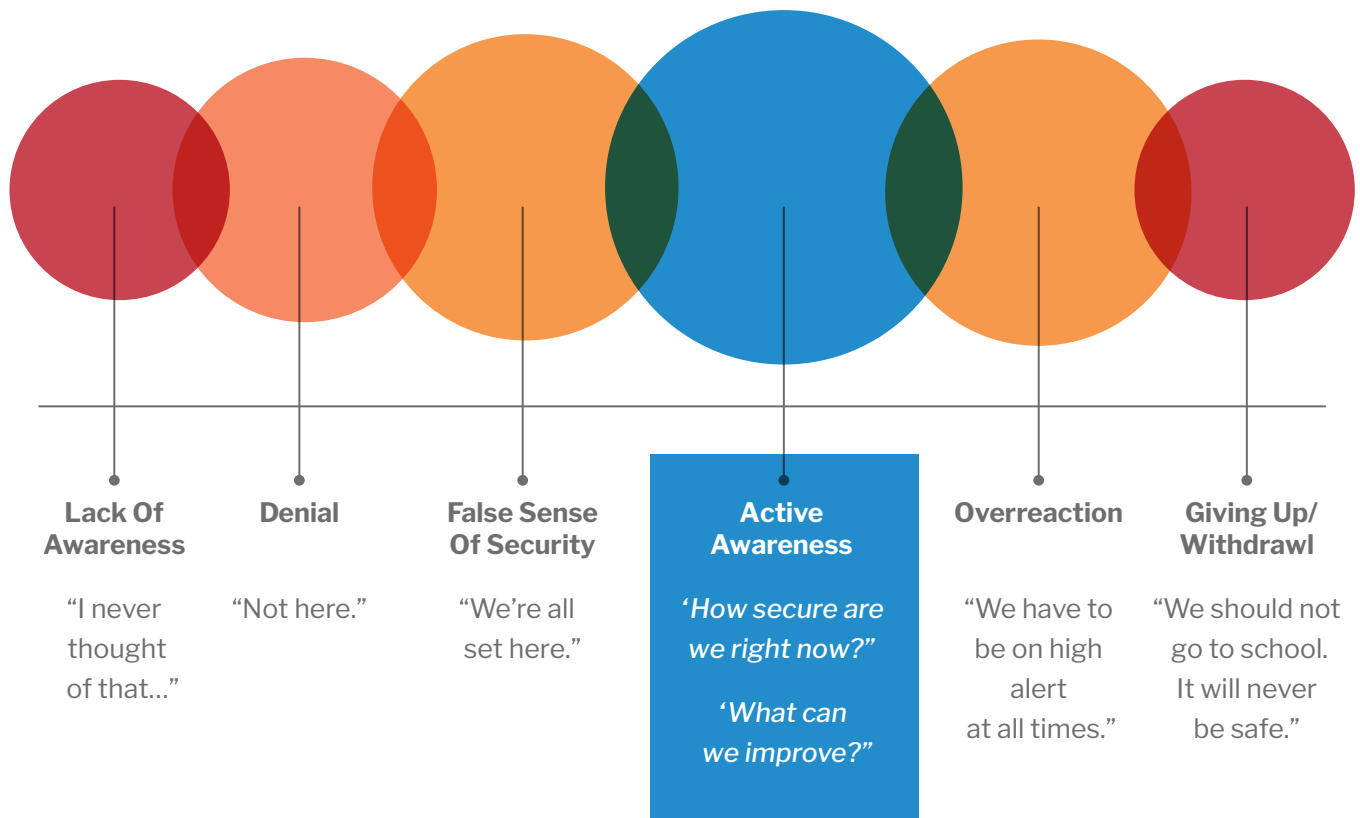 Lack Of
Awareness
“I never
thought
of that…”
Denial
“Not here.”
False Sense
Of Security
“We’re all
set here.”
Active
Awareness
‘How secure are
we right now?”
‘What can
we improve?”
Overreaction
“We have to
be on high
alert
at all times.”
Giving Up/
Withdrawl
“We should not
go to school.
It will never
be safe.”